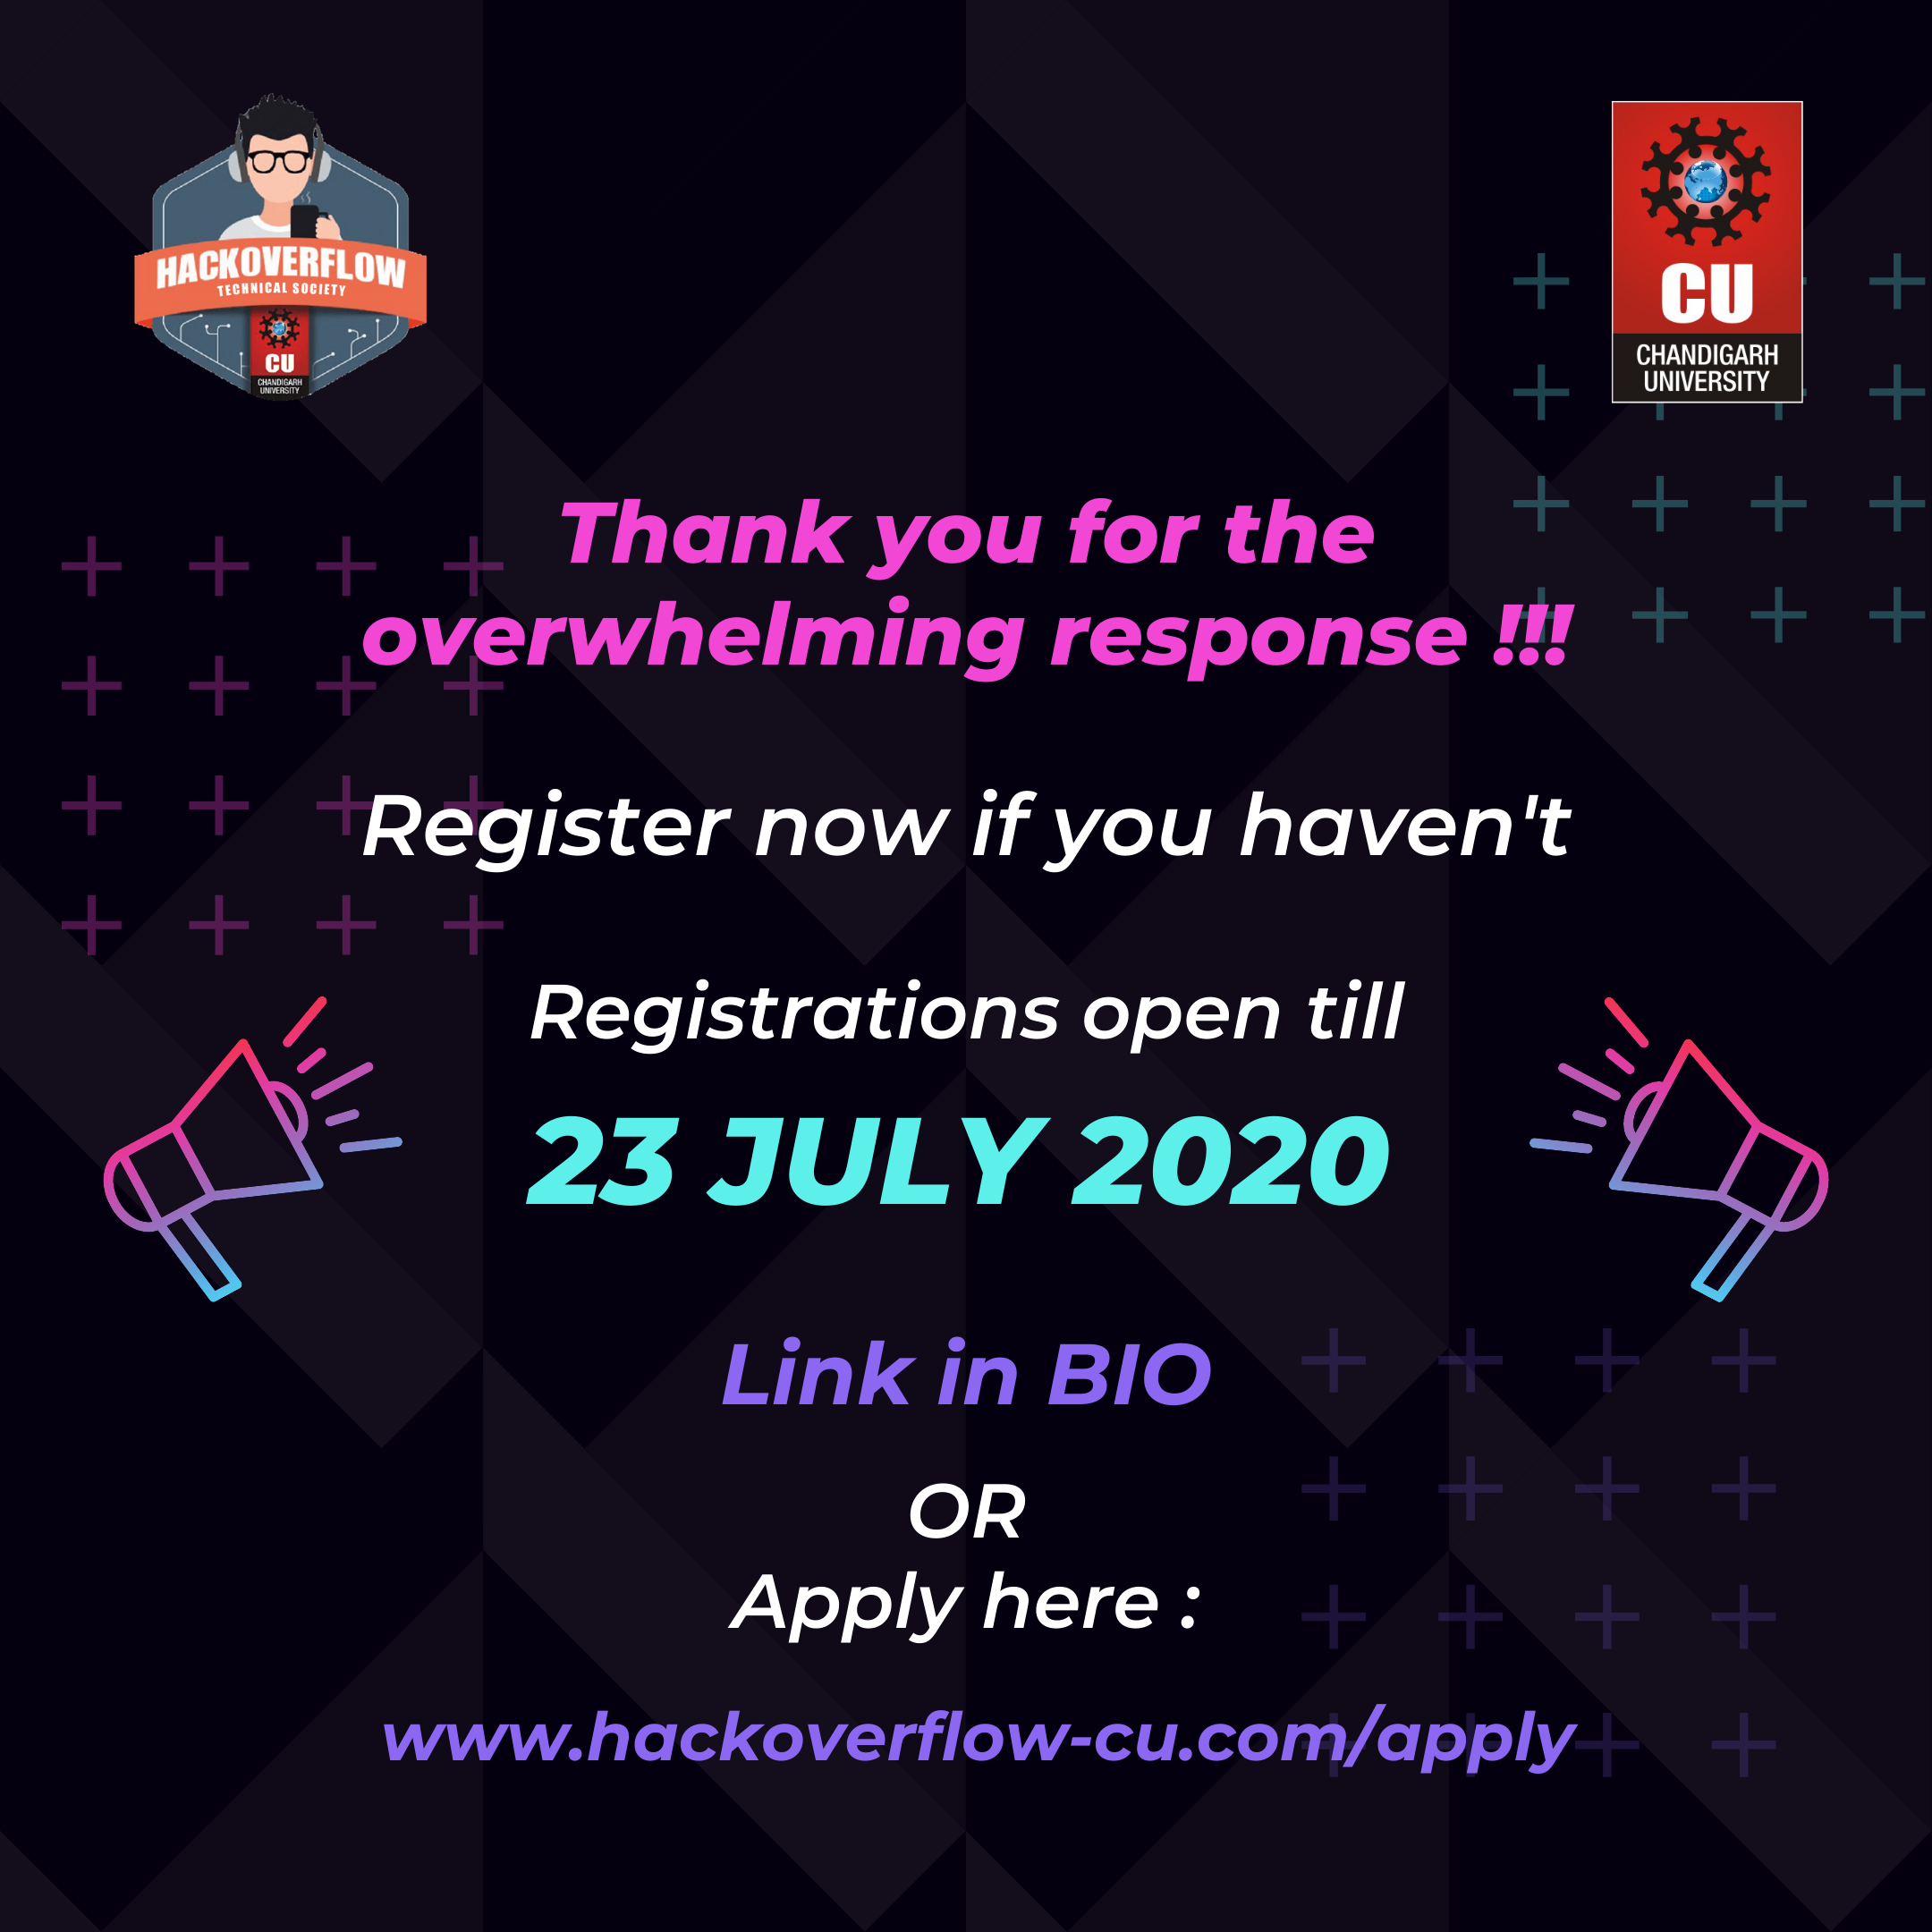 HACKOVERFLOW
TECHNICAL SOCIETY
CU
CHANDIGARH
UNIVERSITY
CU
CHANDIGARH
UNIVERSITY
Thank you for the
overwhelming response !!!
Register now if you haven't
Registrations open till
23 JULY 2020
Link in BIO
OR
Apply here :
www.hackoverflow-cu.com/apply